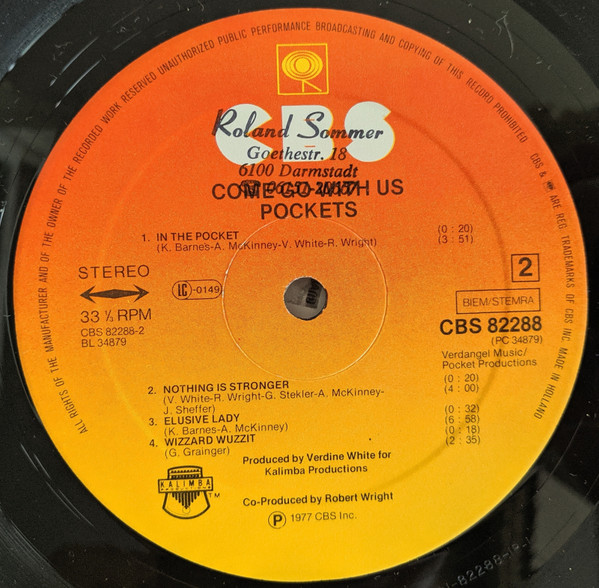 ALL RIGHTS OF THE MANUFACTURER AND OF THE OWNER OF THE RECORDED WORK RESERVED UNAUTHORIZED PUBLIC PERFORMANCE BROADCASTING AND COPYING OF THIS RECORD PROHIBITED
CBS & ARE REG. TRADEMARKS OF CBS INC. MADE IN HOLLAND
CBS
Roland Sommer
Goethestr. 18
6100 Darmstadt
COME GO WITH US
POCKETS
1. IN THE POCKET (0 : 20)
(K. Barnes-A. McKinney-V. White-R. Wright) (3 : 51)
STEREO
LC -0149
2
33 ⅓ RPM
BIEM/STEMRA
CBS 82288-2
CBS 82288
BL 34879
(PC 34879)
Verdangel Music/
Pocket Productions
2. NOTHING IS STRONGER (0 : 20)
(V. White-R. Wright-G. Stekler-A. McKinney- (4 : 00)
J. Sheffer)
3. ELUSIVE LADY (0 : 32)
(K. Barnes-A. McKinney) (6 : 58)
4. WIZZARD WUZZIT (0 : 18)
(G. Grainger) (2 : 35)
Produced by Verdine White for
Kalimba Productions
KALIMBA
PRODUCTIONS
TM
Co-Produced by Robert Wright
Ⓟ 1977 CBS Inc.